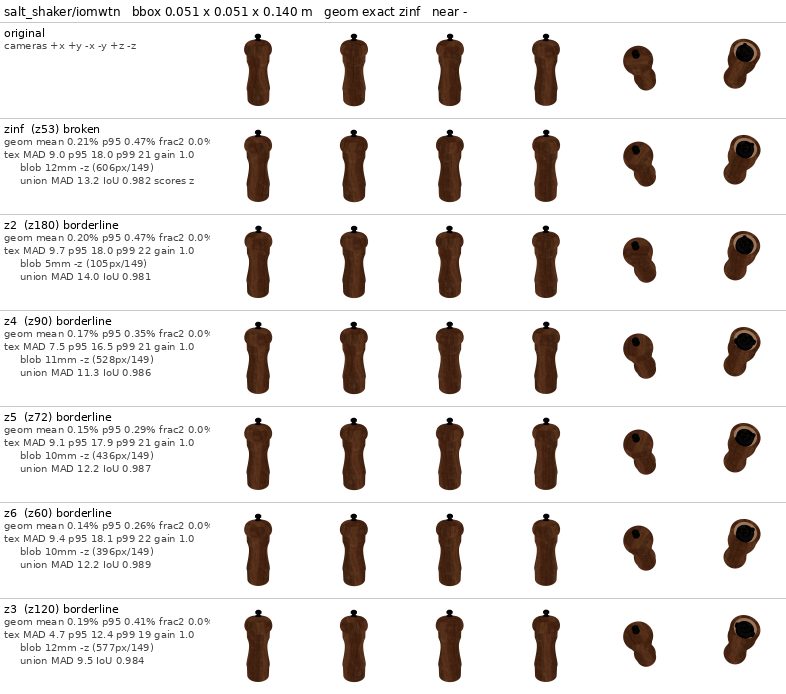 salt_shaker/iomwtn   bbox 0.051 x 0.051 x 0.140 m   geom exact zinf   near -
original
cameras +x +y -x -y +z -z
zinf  (z53) broken
geom mean 0.21% p95 0.47% frac2 0.0%
tex MAD 9.0 p95 18.0 p99 21 gain 1.0
blob 12mm -z (606px/149)
union MAD 13.2 IoU 0.982 scores z
z2  (z180) borderline
geom mean 0.20% p95 0.47% frac2 0.0%
tex MAD 9.7 p95 18.0 p99 22 gain 1.0
blob 5mm -z (105px/149)
union MAD 14.0 IoU 0.981
z4  (z90) borderline
geom mean 0.17% p95 0.35% frac2 0.0%
tex MAD 7.5 p95 16.5 p99 21 gain 1.0
blob 11mm -z (528px/149)
union MAD 11.3 IoU 0.986
z5  (z72) borderline
geom mean 0.15% p95 0.29% frac2 0.0%
tex MAD 9.1 p95 17.9 p99 21 gain 1.0
blob 10mm -z (436px/149)
union MAD 12.2 IoU 0.987
z6  (z60) borderline
geom mean 0.14% p95 0.26% frac2 0.0%
tex MAD 9.4 p95 18.1 p99 22 gain 1.0
blob 10mm -z (396px/149)
union MAD 12.2 IoU 0.989
z3  (z120) borderline
geom mean 0.19% p95 0.41% frac2 0.0%
tex MAD 4.7 p95 12.4 p99 19 gain 1.0
blob 12mm -z (577px/149)
union MAD 9.5 IoU 0.984